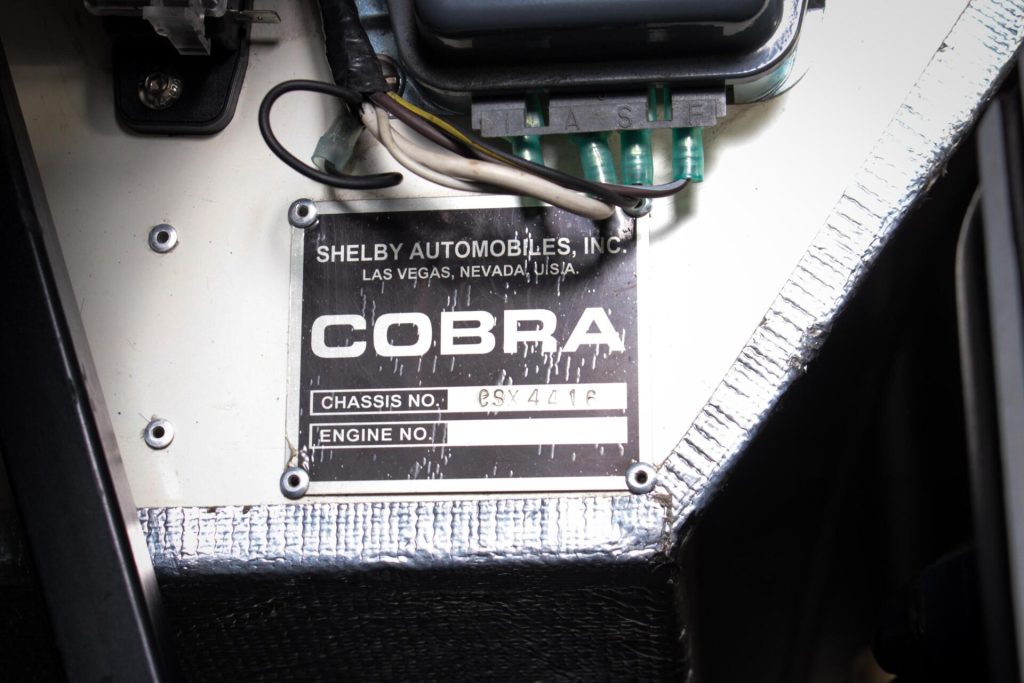 I A S F
SHELBY AUTOMOBILES, INC.
LAS VEGAS, NEVADA, U.S.A.
COBRA
CHASSIS NO. CSX4416
ENGINE NO.